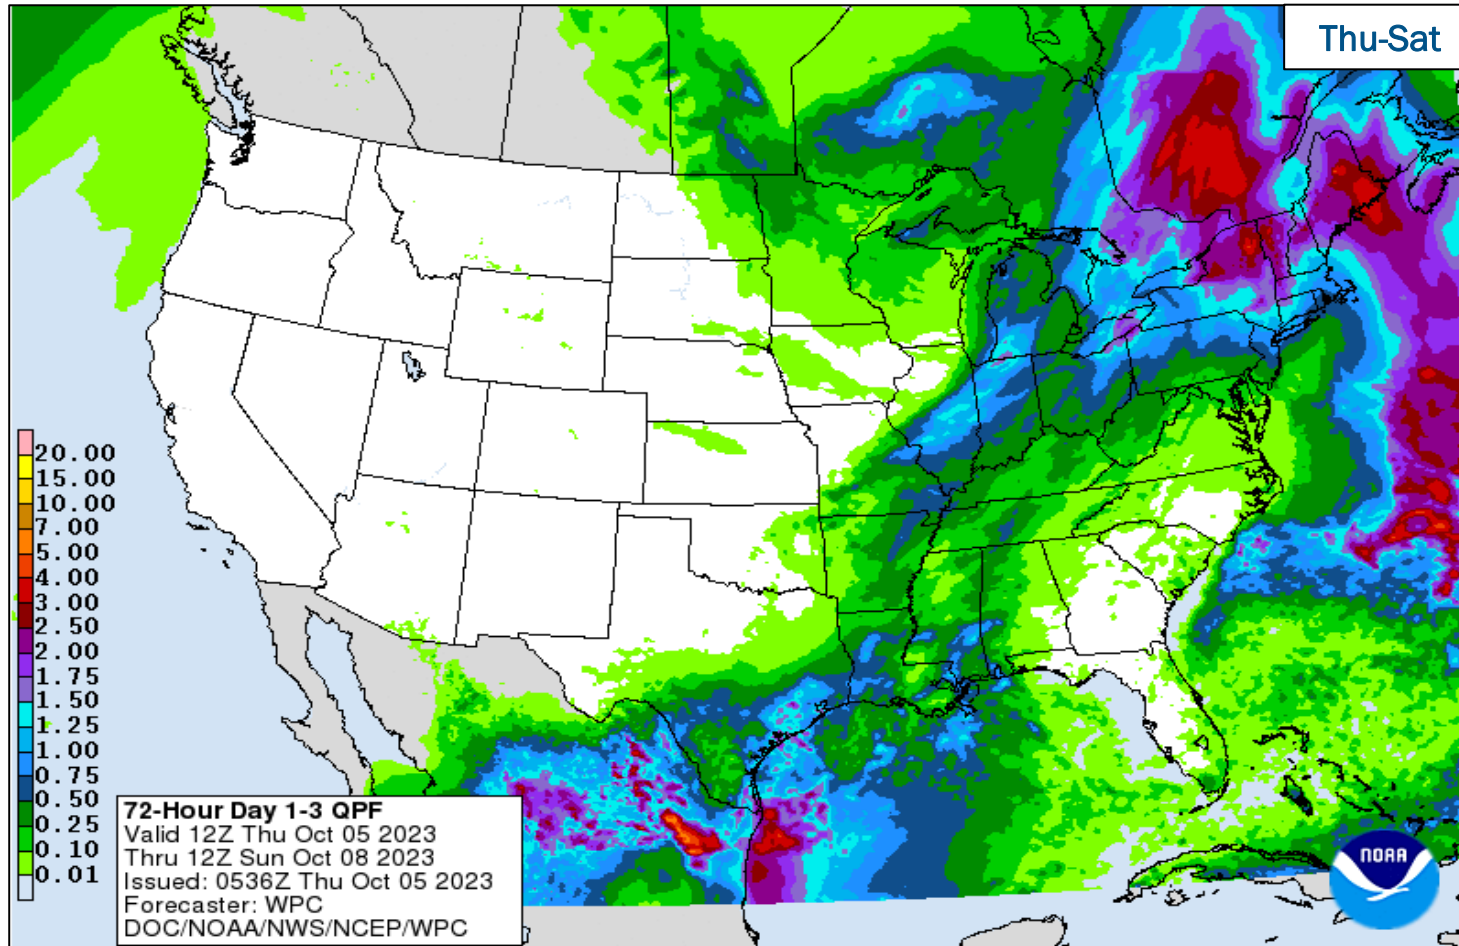 Thu-Sat
20.00
15.00
10.00
7.00
5.00
4.00
3.00
2.50
2.00
1.75
1.50
1.25
1.00
0.75
0.50
0.25
0.10
0.01
72-Hour Day 1-3 QPF
Valid 12Z Thu Oct 05 2023
Thru 12Z Sun Oct 08 2023
Issued: 0536Z Thu Oct 05 2023
Forecaster: WPC
DOC/NOAA/NWS/NCEP/WPC
NOAA